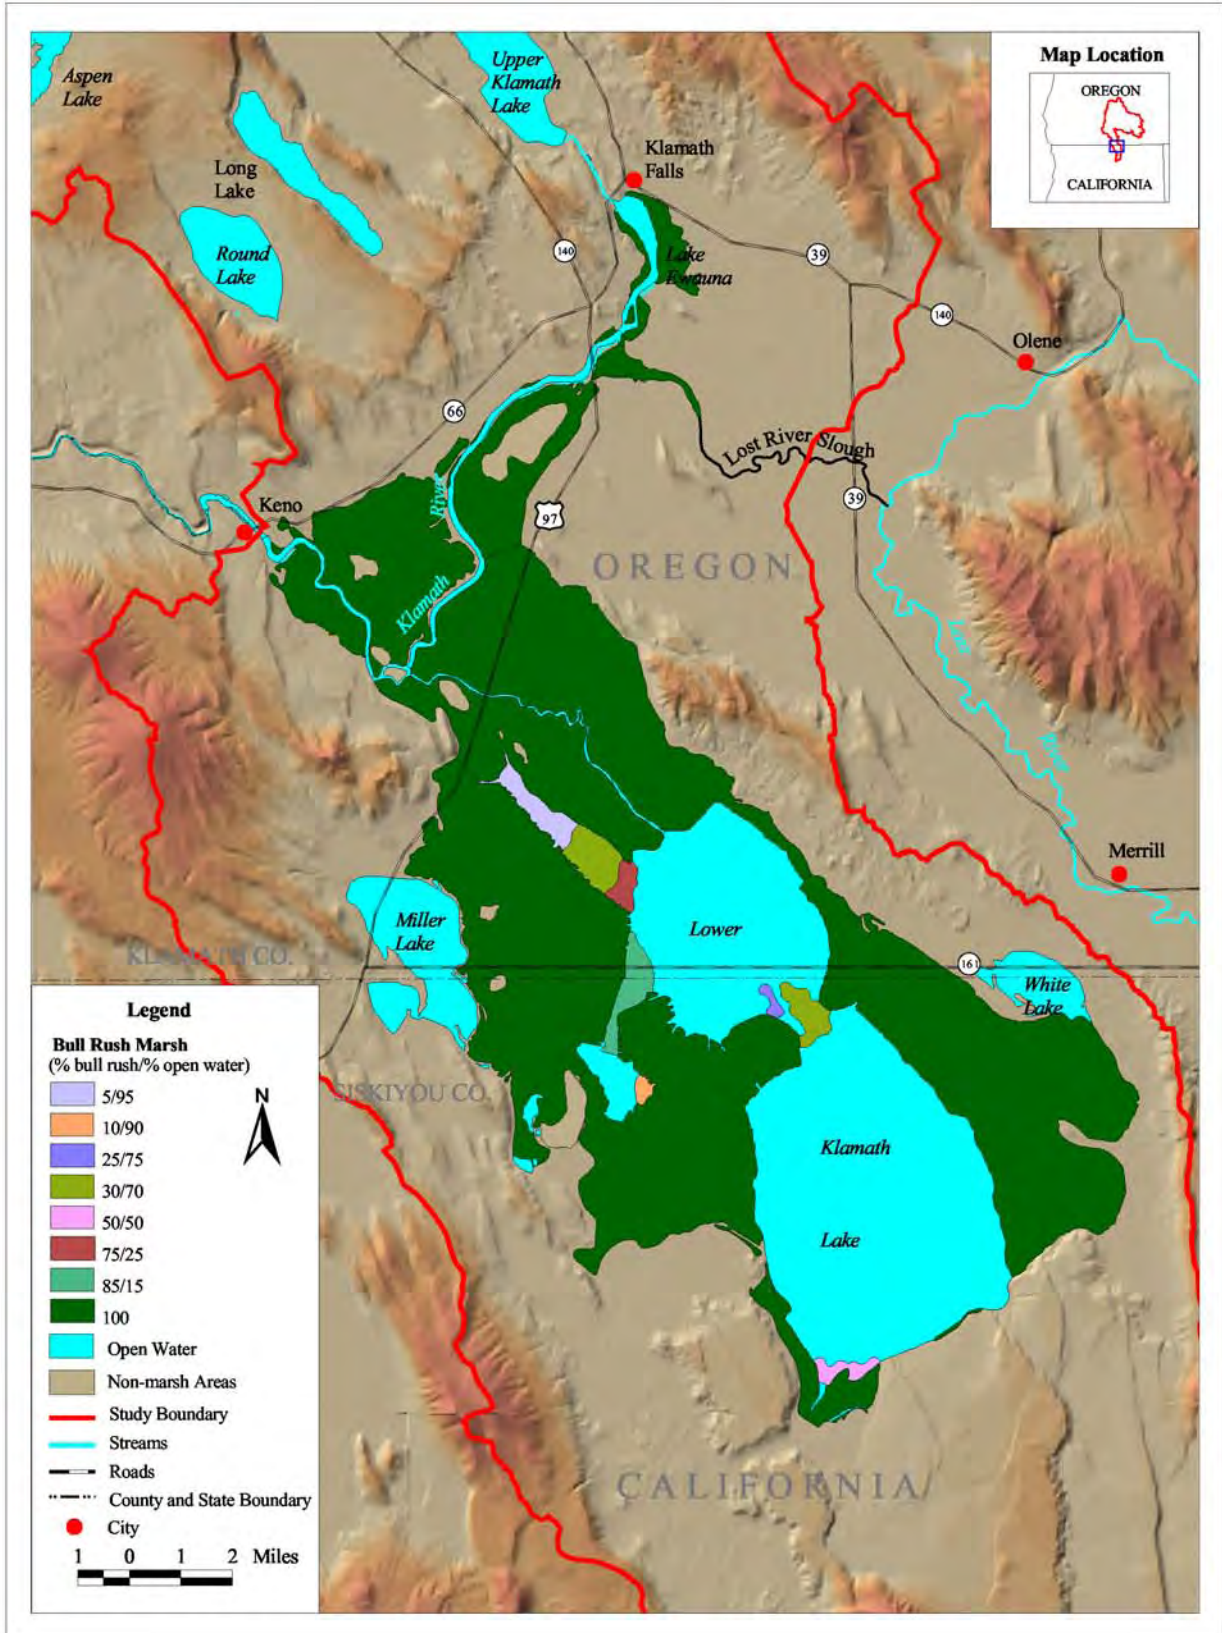 Aspen
Lake
Upper
Klamath
Lake
Map Location
OREGON
CALIFORNIA
Long
Lake
Klamath
Falls
Round
Lake
140
Lake
Ewauna
39
140
Olene
66
Lost River Slough
39
Keno
River
97
OREGON
Klamath
Lost
River
Merrill
Miller
Lake
Lower
KLAMATH CO.
161
White
Lake
SISKIYOU CO.
Klamath
Lake
CALIFORNIA
Legend
Bull Rush Marsh
(% bull rush/% open water)
5/95
10/90
25/75
30/70
50/50
75/25
85/15
100
Open Water
Non-marsh Areas
Study Boundary
Streams
Roads
County and State Boundary
City
N
1 0 1 2 Miles